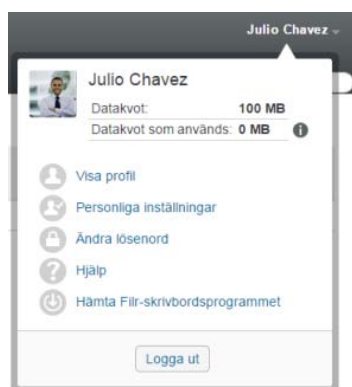 Julio Chavez
Julio Chavez
Datakvot: 100 MB
Datakvot som används: 0 MB
Visa profil
Personliga inställningar
Ändra lösenord
Hjälp
Hämta Filr-skrivbordsprogrammet
Logga ut